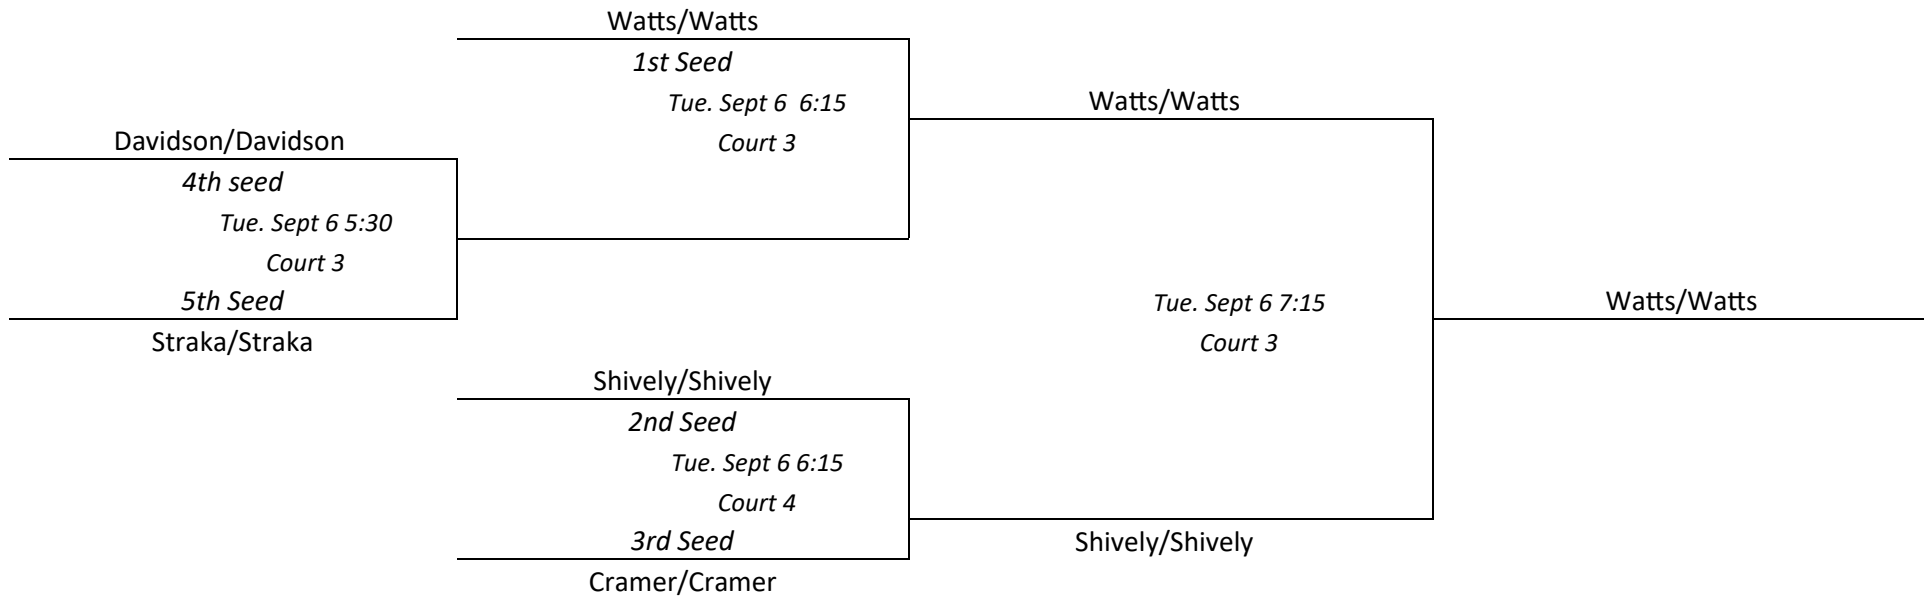 Watts/Watts
1st Seed
Tue. Sept 6  6:15
Court 3
Watts/Watts
Davidson/Davidson
4th seed
Tue. Sept 6 5:30
Court 3
5th Seed
Straka/Straka
Tue. Sept 6 7:15
Court 3
Watts/Watts
Shively/Shively
2nd Seed
Tue. Sept 6 6:15
Court 4
3rd Seed
Cramer/Cramer
Shively/Shively